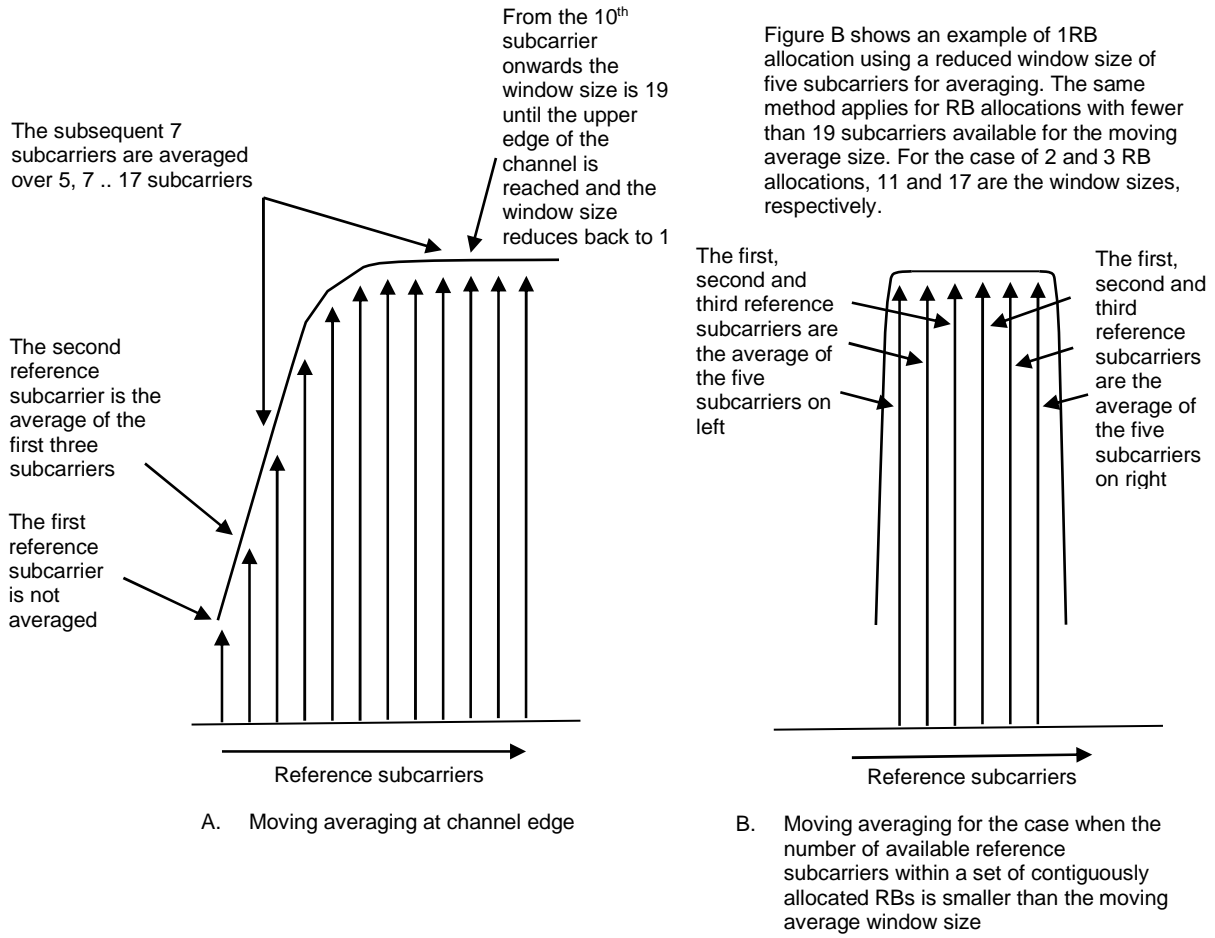 From the 10th
subcarrier
onwards the
window size is 19
until the upper
edge of the
channel is
reached and the
window size
reduces back to 1
The subsequent 7
subcarriers are averaged
over 5, 7 .. 17 subcarriers
The second
reference
subcarrier is the
average of the
first three
subcarriers
The first
reference
subcarrier
is not
averaged
Reference subcarriers
A. Moving averaging at channel edge
Figure B shows an example of 1RB
allocation using a reduced window size of
five subcarriers for averaging. The same
method applies for RB allocations with fewer
than 19 subcarriers available for the moving
average size. For the case of 2 and 3 RB
allocations, 11 and 17 are the window sizes,
respectively.
The first,
second and
third reference
subcarriers are
the average of
the five
subcarriers on
left
The first,
second and
third
reference
subcarriers
are the
average of
the five
subcarriers
on right
Reference subcarriers
B. Moving averaging for the case when the
number of available reference
subcarriers within a set of contiguously
allocated RBs is smaller than the moving
average window size